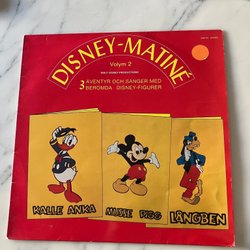 DISNEY-MATINÉ
Volym 2
WALT DISNEY PRODUCTIONS
3 ÄVENTYR OCH SÅNGER MED
BERÖMDA DISNEY-FIGURER
KALLE ANKA MUSSE PIGG LÅNGBEN